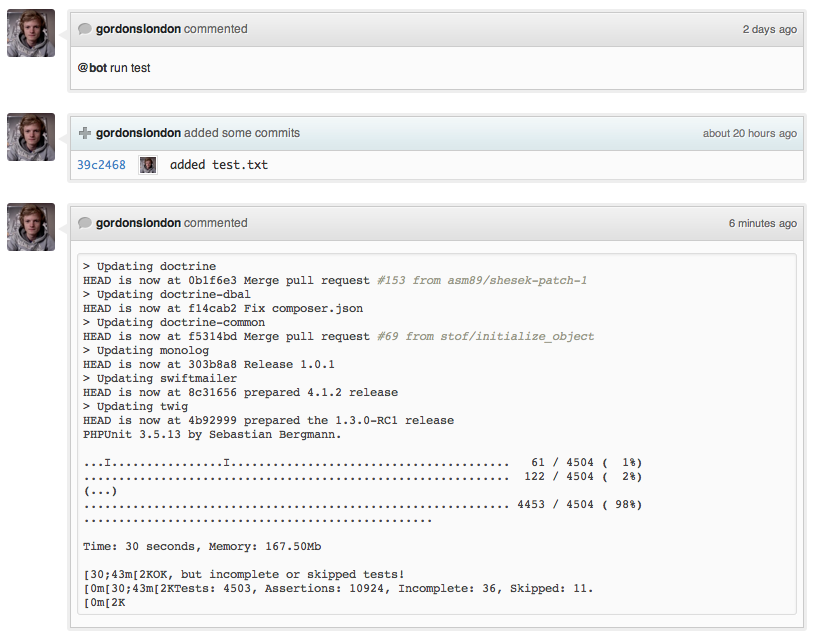 gordonslondon commented 2 days ago
@bot run test
gordonslondon added some commits about 20 hours ago
39c2468 added test.txt
gordonslondon commented 6 minutes ago
> Updating doctrine
HEAD is now at 0b1f6e3 Merge pull request #153 from asm89/shesek-patch-1
> Updating doctrine-dbal
HEAD is now at f14cab2 Fix composer.json
> Updating doctrine-common
HEAD is now at f5314bd Merge pull request #69 from stof/initialize_object
> Updating monolog
HEAD is now at 303b8a8 Release 1.0.1
> Updating swiftmailer
HEAD is now at 8c31656 prepared 4.1.2 release
> Updating twig
HEAD is now at 4b92999 prepared the 1.3.0-RC1 release
PHPUnit 3.5.13 by Sebastian Bergmann.
...I................I........................................   61 / 4504 (  1%)
.............................................................  122 / 4504 (  2%)
(...)
............................................................. 4453 / 4504 ( 98%)
..................................................
Time: 30 seconds, Memory: 167.50Mb
[30;43m[2KOK, but incomplete or skipped tests!
[0m[30;43m[2KTests: 4503, Assertions: 10924, Incomplete: 36, Skipped: 11.
[0m[2K